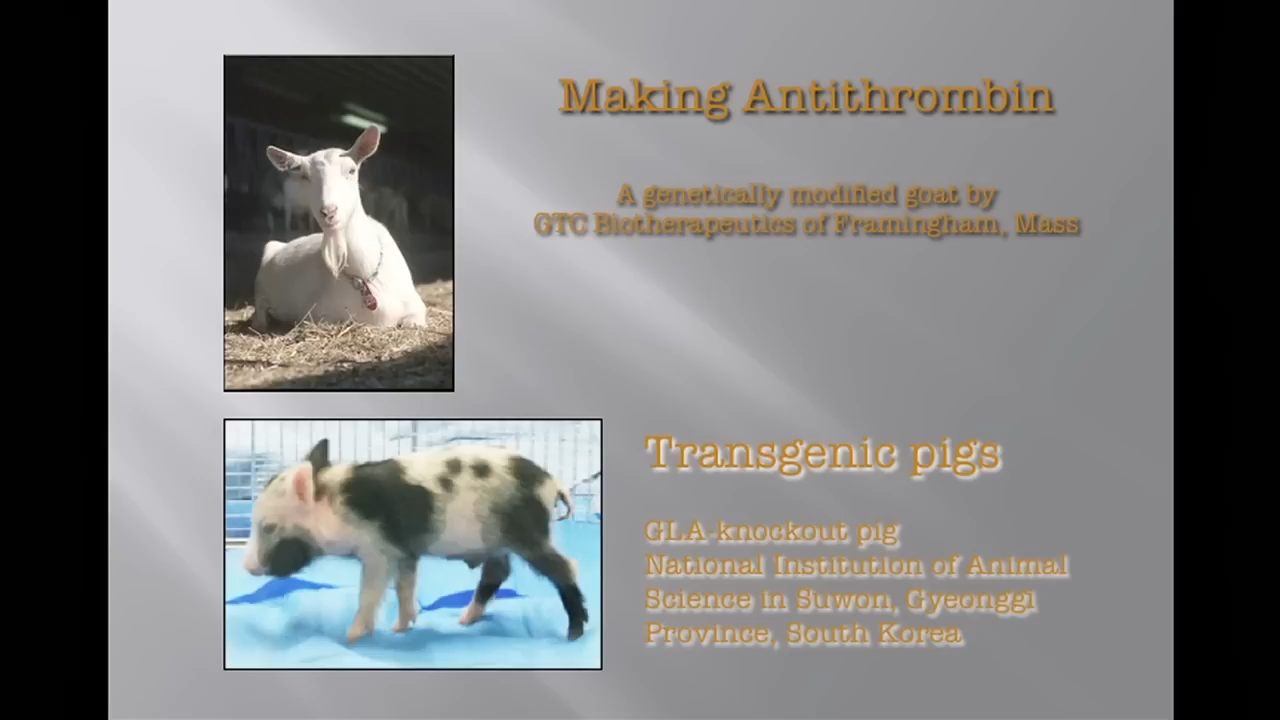 Making Antithrombin
A genetically modified goat by
GTC Biotherapeutics of Framingham, Mass
Transgenic pigs
GLA-knockout pig
National Institution of Animal
Science in Suwon, Gyeonggi
Province, South Korea